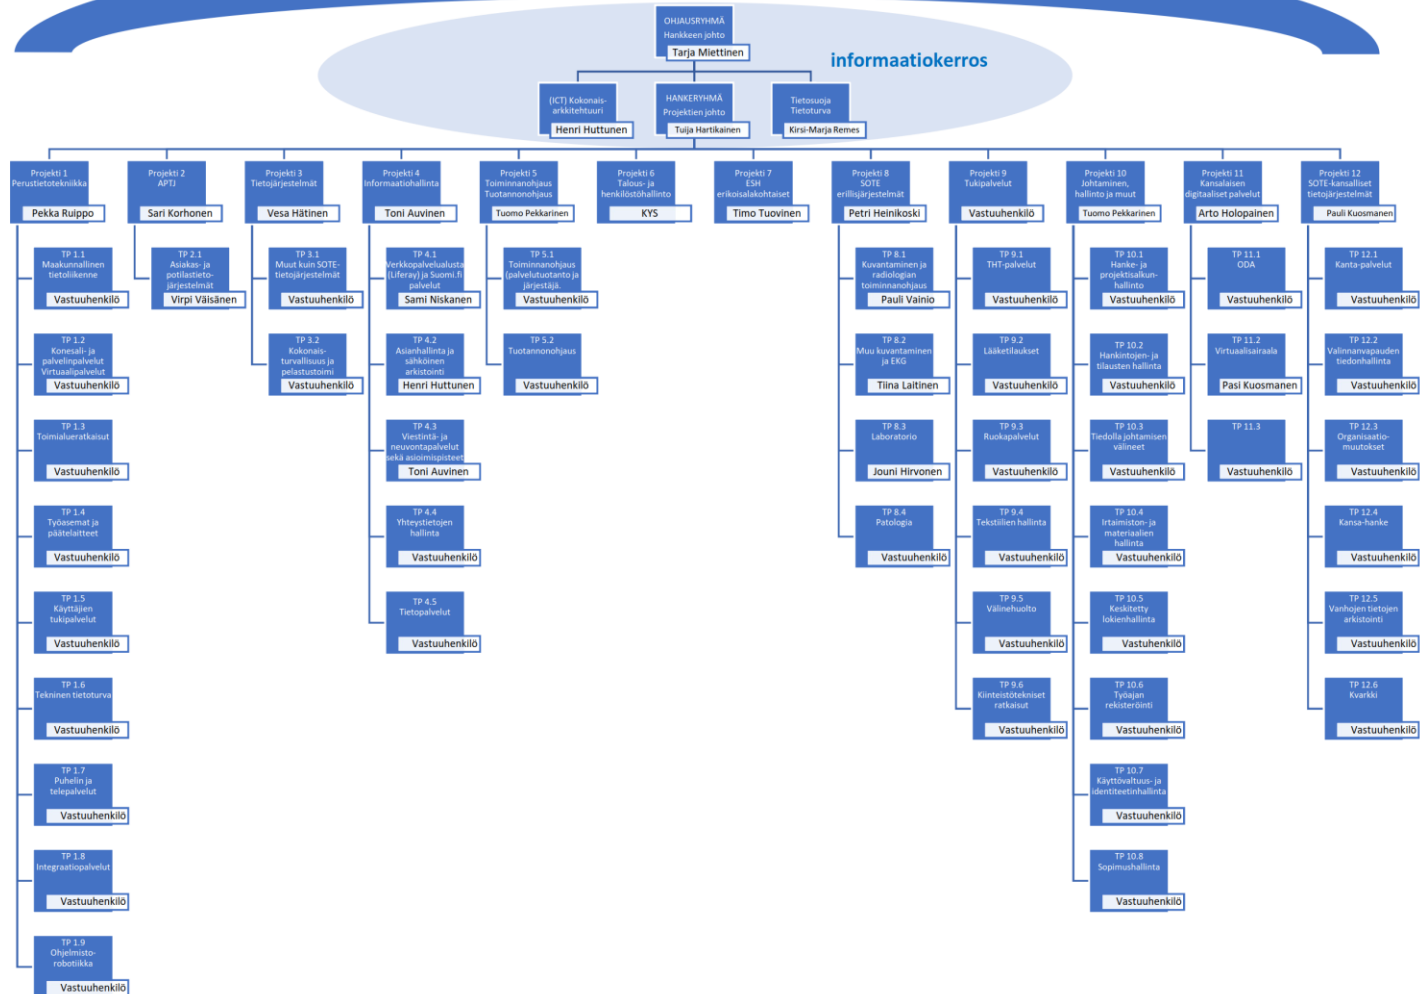 OHJAUSRYHMÄ
Hankkeen johto
Tarja Miettinen
informaatiokerros
(ICT) Kokonais-
arkkitehtuuri
Henri Huttunen
HANKERYHMÄ
Projektien johto
Tuija Hartikainen
Tietosuoja
Tietoturva
Kirsi-Marja Remes
Projekti 1
Perustietotekniikka
Pekka Ruippo
Projekti 2
APTJ
Sari Korhonen
Projekti 3
Tietojärjestelmät
Vesa Hätinen
Projekti 4
Informaatiohallinta
Toni Auvinen
Projekti 5
Toiminnanohjaus
Tuotannonohjaus
Tuomo Pekkarinen
Projekti 6
Talous- ja
henkilöstöhallinto
KYS
Projekti 7
ESH
erikoisalakohtaiset
Timo Tuovinen
Projekti 8
SOTE
erillisjärjestelmät
Petri Heinikoski
Projekti 9
Tukipalvelut
Vastuuhenkilö
Projekti 10
Johtaminen,
hallinto ja muut
Tuomo Pekkarinen
Projekti 11
Kansalaisen
digitaaliset palvelut
Arto Holopainen
Projekti 12
SOTE-kansalliset
tietojärjestelmät
Pauli Kuosmanen
TP 1.1
Maakunnallinen
tietoliikenne
Vastuuhenkilö
TP 1.2
Konesali- ja
palvelinpalvelut
Virtuaalipalvelut
Vastuuhenkilö
TP 1.3
Toimialueratkaisut
Vastuuhenkilö
TP 1.4
Työasemat ja
päätelaitteet
Vastuuhenkilö
TP 1.5
Käyttäjien
tukipalvelut
Vastuuhenkilö
TP 1.6
Tekninen tietoturva
Vastuuhenkilö
TP 1.7
Puhelin ja
telepalvelut
Vastuuhenkilö
TP 1.8
Integraatiopalvelut
Vastuuhenkilö
TP 1.9
Ohjelmisto-
robotiikka
Vastuuhenkilö
TP 2.1
Asiakas- ja
potilastieto-
järjestelmät
Virpi Väisänen
TP 3.1
Muut kuin SOTE-
tietojärjestelmät
Vastuuhenkilö
TP 3.2
Kokonais-
turvallisuus ja
pelastustoimi
Vastuuhenkilö
TP 4.1
Verkkopalvelualusta
(Liferay) ja Suomi.fi
palvelut
Sami Niskanen
TP 4.2
Asianhallinta ja
sähköinen
arkistointi
Henri Huttunen
TP 4.3
Viestintä- ja
neuvontapalvelut
sekä asioimispisteet
Toni Auvinen
TP 4.4
Yhteystietojen
hallinta
Vastuuhenkilö
TP 4.5
Tietopalvelut
Vastuuhenkilö
TP 5.1
Toiminnanohjaus
(palvelutuotanto ja
järjestäjä.
Vastuuhenkilö
TP 5.2
Tuotannonohjaus
Vastuuhenkilö
TP 8.1
Kuvantaminen ja
radiologian
toiminnanohjaus
Pauli Vainio
TP 8.2
Muu kuvantaminen
ja EKG
Tiina Laitinen
TP 8.3
Laboratorio
Jouni Hirvonen
TP 8.4
Patologia
Vastuuhenkilö
TP 9.1
THT-palvelut
Vastuuhenkilö
TP 9.2
Lääketilaukset
Vastuuhenkilö
TP 9.3
Ruokapalvelut
Vastuuhenkilö
TP 9.4
Tekstiilien hallinta
Vastuuhenkilö
TP 9.5
Välinehuolto
Vastuuhenkilö
TP 9.6
Kiinteistötekniset
ratkaisut
Vastuuhenkilö
TP 10.1
Hanke- ja
projektisalkun-
hallinto
Vastuuhenkilö
TP 10.2
Hankintojen- ja
tilausten hallinta
Vastuuhenkilö
TP 10.3
Tiedolla johtamisen
välineet
Vastuuhenkilö
TP 10.4
Irtaimiston- ja
materiaalien
hallinta
Vastuuhenkilö
TP 10.5
Keskitetty
lokienhallinta
Vastuuhenkilö
TP 10.6
Työajan
rekisteröinti
Vastuuhenkilö
TP 10.7
Käyttövaltuus- ja
identiteetinhallinta
Vastuuhenkilö
TP 10.8
Sopimushallinta
Vastuuhenkilö
TP 11.1
ODA
Vastuuhenkilö
TP 11.2
Virtuaalisairaala
Pasi Kuosmanen
TP 11.3
Vastuuhenkilö
TP 12.1
Kanta-palvelut
Vastuuhenkilö
TP 12.2
Valinnanvapauden
tiedonhallinta
Vastuuhenkilö
TP 12.3
Organisaatio-
muutokset
Vastuuhenkilö
TP 12.4
Kansa-hanke
Vastuuhenkilö
TP 12.5
Vanhojen tietojen
arkistointi
Vastuuhenkilö
TP 12.6
Kvarkki
Vastuuhenkilö